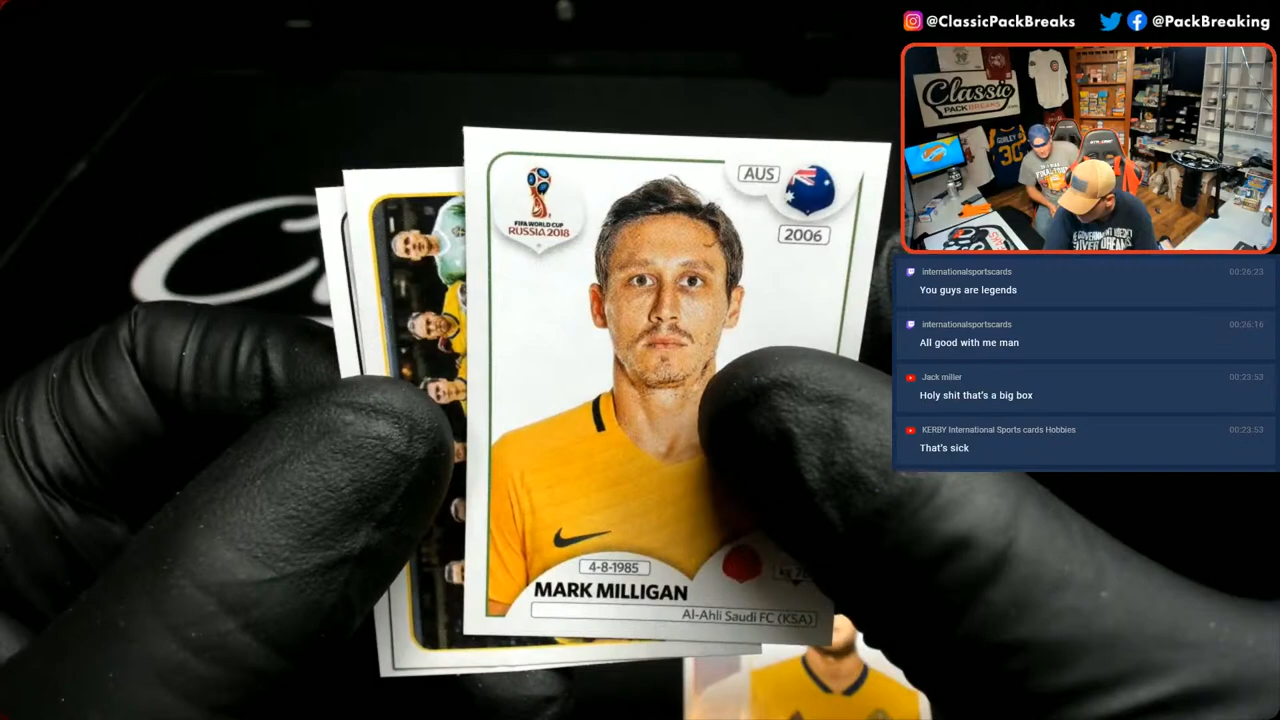 @ClassicPackBreaks @PackBreaking
Classic
PACK BREAKS
GURLEY
30
internationalsportscards 00:26:23
You guys are legends
internationalsportscards 00:26:16
All good with me man
Jack miller 00:23:53
Holy shit that's a big box
KERBY International Sports cards Hobbies 00:23:53
That's sick
AUS
2006
FIFA WORLD CUP
RUSSIA 2018
4-8-1985
MARK MILLIGAN
Al-Ahli Saudi FC (KSA)